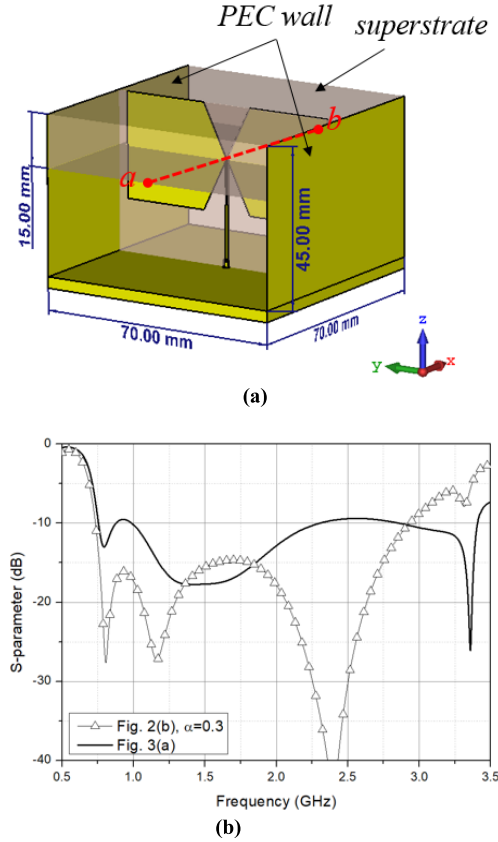 PEC wall
superstrate
b
a
15.00 mm
45.00 mm
70.00 mm
70.00 mm
z
y
x
(a)
0
-10
-20
-30
-40
S-parameter (dB)
Fig. 2(b), α=0.3
Fig. 3(a)
0.5 1.0 1.5 2.0 2.5 3.0 3.5
Frequency (GHz)
(b)